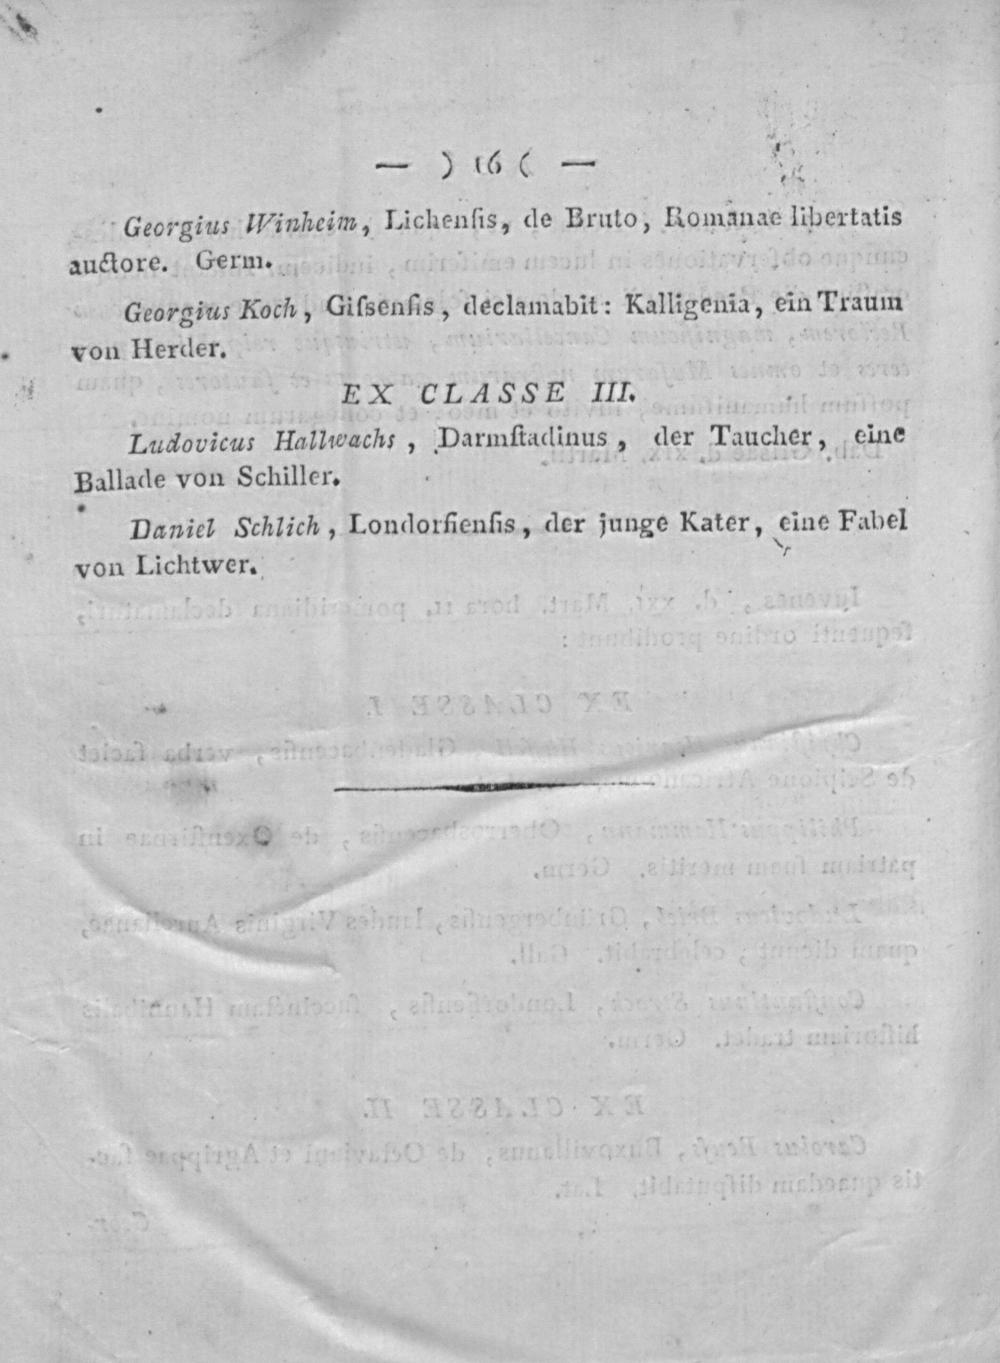 — ) 16 ( —
Georgius Winheim, Lichenſis, de Bruto, Romanae libertatis
auctore. Germ.
Georgius Koch, Giſsenſis, declamabit: Kalligenia, ein Traum
von Herder.
EX CLASSE III.
Ludovicus Hallwachs, Darmſtadinus, der Taucher, eine
Ballade von Schiller.
Daniel Schlich, Londorfienſis, der junge Kater, eine Fabel
von Lichtwer.